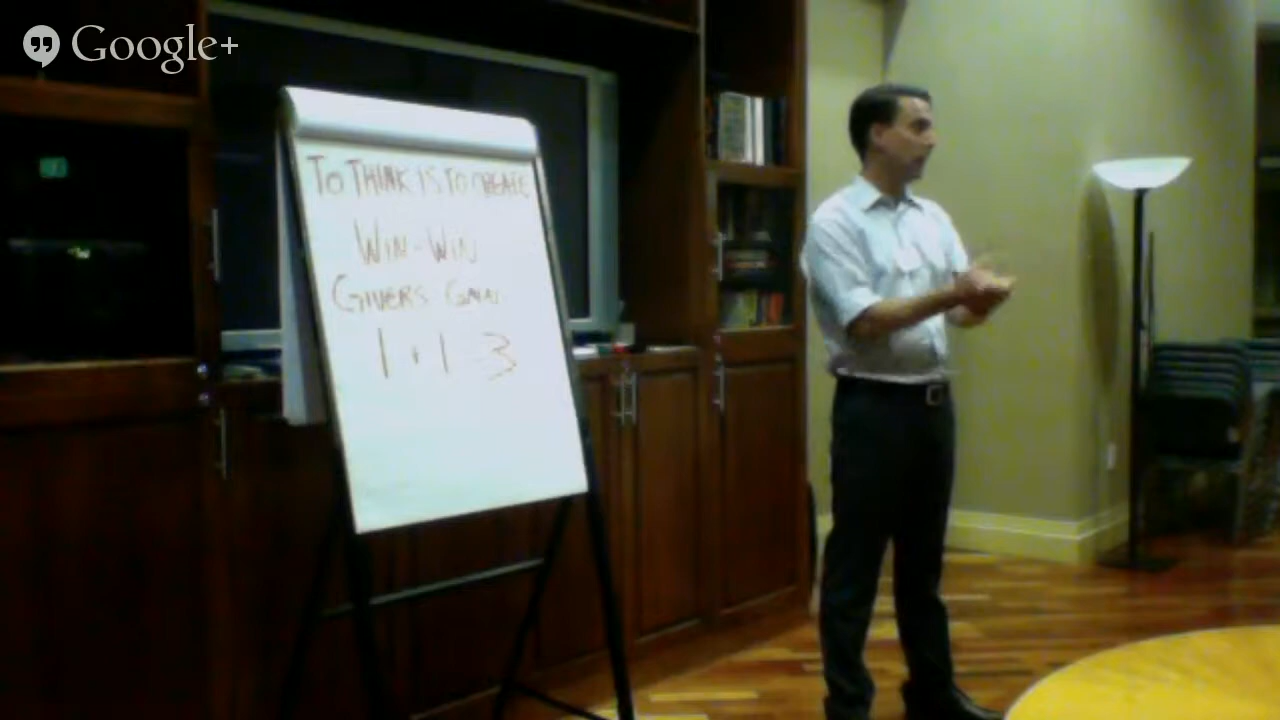 Google+
TO THINK IS TO CREATE
WIN-WIN
GIVERS GAIN
1+1=3